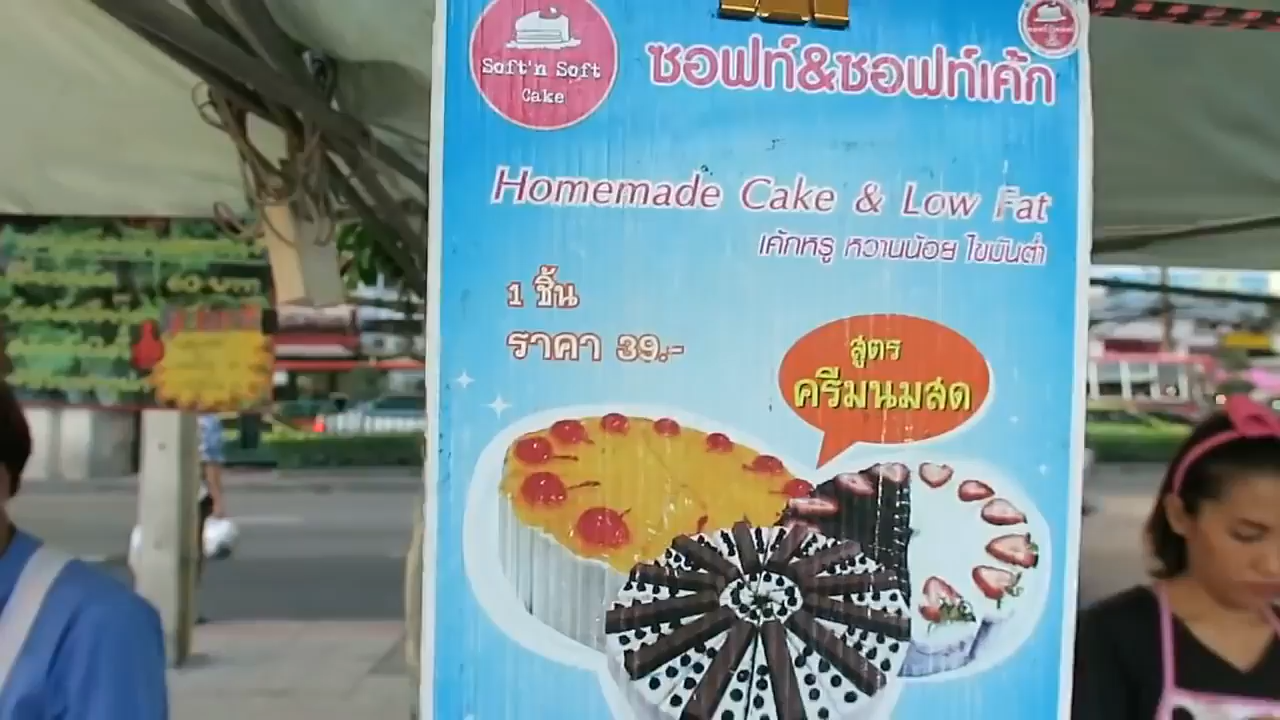 Soft'n Soft
Cake
ซอฟท์&ซอฟท์เค้ก
Homemade Cake & Low Fat
เค้กหรู หวานน้อย ไขมันต่ำ
1 ชิ้น
ราคา 39.-
สูตร
ครีมนมสด